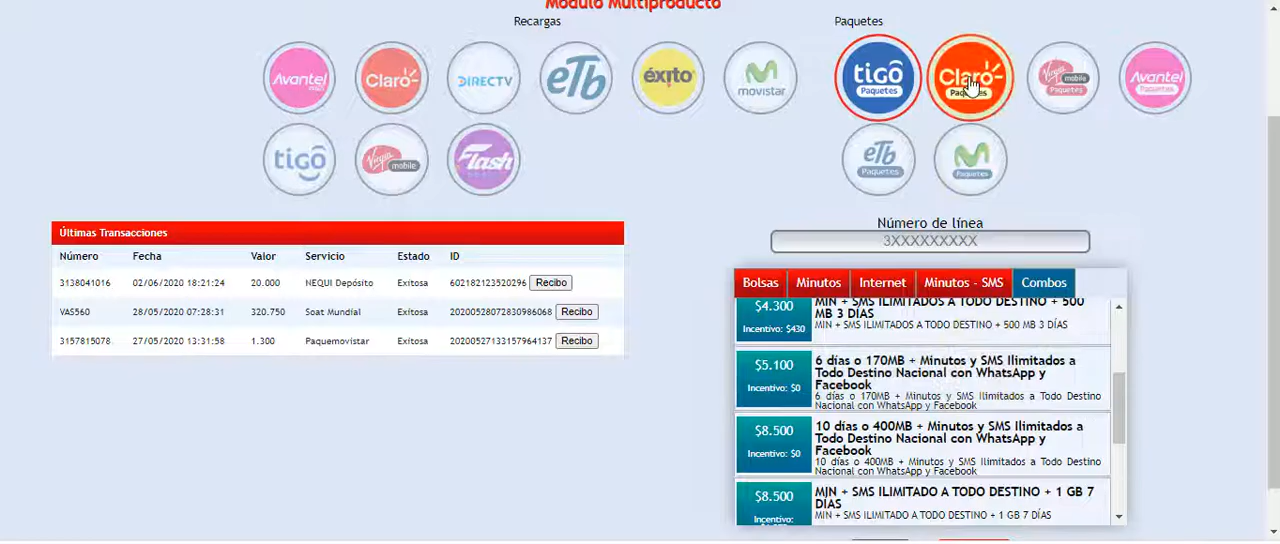 Módulo Multiproducto
Recargas
Paquetes
Avantel
Claro
DIRECTV
eTb
éxito
movistar
tigo
Paquetes
Claro
Paquetes
Virgin
mobile
Paquetes
Avantel
Paquetes
tigo
Virgin
mobile
Flash
eTb
Paquetes
Paquetes
Número de línea
3XXXXXXXXX
Últimas Transacciones
Número Fecha Valor Servicio Estado ID
3138041016 02/06/2020 18:21:24 20.000 NEQUI Depósito Exitosa 602182123520296 Recibo
VAS560 28/05/2020 07:28:31 320.750 Soat Mundial Exitosa 20200528072830986068 Recibo
3157815078 27/05/2020 13:31:58 1.300 Paquemovistar Exitosa 20200527133157964137 Recibo
Bolsas Minutos Internet Minutos - SMS Combos
$4.300
Incentivo: $430
MIN + SMS ILIMITADOS A TODO DESTINO + 500
MB 3 DÍAS
MIN + SMS ILIMITADOS A TODO DESTINO + 500 MB 3 DÍAS
$5.100
Incentivo: $0
6 días o 170MB + Minutos y SMS Ilimitados a
Todo Destino Nacional con WhatsApp y
Facebook
6 días o 170MB + Minutos y SMS Ilimitados a Todo Destino
Nacional con WhatsApp y Facebook
$8.500
Incentivo: $0
10 días o 400MB + Minutos y SMS Ilimitados a
Todo Destino Nacional con WhatsApp y
Facebook
10 días o 400MB + Minutos y SMS Ilimitados a Todo Destino
Nacional con WhatsApp y Facebook
$8.500
Incentivo:
MIN + SMS ILIMITADO A TODO DESTINO + 1 GB 7
DÍAS
MIN + SMS ILIMITADO A TODO DESTINO + 1 GB 7 DÍAS